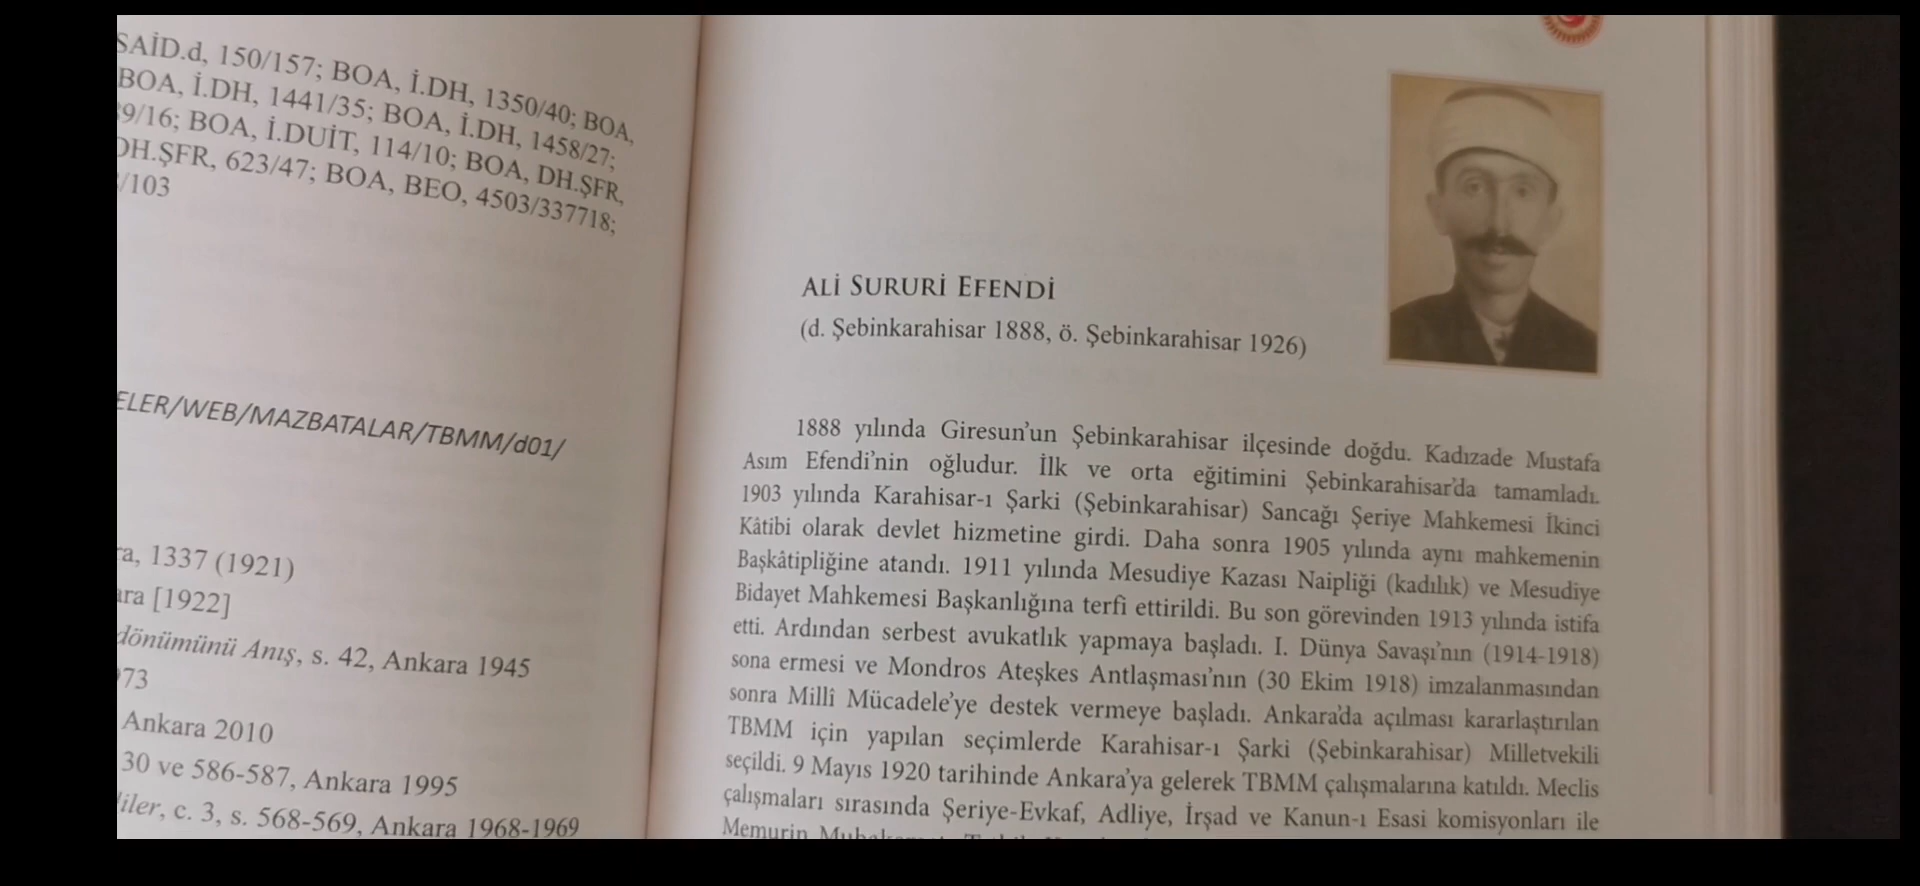 SAİD.d, 150/157; BOA, İ.DH, 1350/40; BOA,
BOA, İ.DH, 1441/35; BOA, İ.DH, 1458/27;
9/16; BOA, İ.DUİT, 114/10; BOA, DH.ŞFR,
DH.ŞFR, 623/47; BOA, BEO, 4503/337718;
/103
ELER/WEB/MAZBATALAR/TBMM/d01/
ra, 1337 (1921)
ara [1922]
dönümünü Anış, s. 42, Ankara 1945
973
Ankara 2010
30 ve 586-587, Ankara 1995
liler, c. 3, s. 568-569, Ankara 1968-1969
ALİ SURURİ EFENDİ
(d. Şebinkarahisar 1888, ö. Şebinkarahisar 1926)
1888 yılında Giresun’un Şebinkarahisar ilçesinde doğdu. Kadızade Mustafa
Asım Efendi’nin oğludur. İlk ve orta eğitimini Şebinkarahisar’da tamamladı.
1903 yılında Karahisar-ı Şarki (Şebinkarahisar) Sancağı Şeriye Mahkemesi İkinci
Kâtibi olarak devlet hizmetine girdi. Daha sonra 1905 yılında aynı mahkemenin
Başkâtipliğine atandı. 1911 yılında Mesudiye Kazası Naipliği (kadılık) ve Mesudiye
Bidayet Mahkemesi Başkanlığına terfi ettirildi. Bu son görevinden 1913 yılında istifa
etti. Ardından serbest avukatlık yapmaya başladı. I. Dünya Savaşı’nın (1914-1918)
sona ermesi ve Mondros Ateşkes Antlaşması’nın (30 Ekim 1918) imzalanmasından
sonra Millî Mücadele’ye destek vermeye başladı. Ankara’da açılması kararlaştırılan
TBMM için yapılan seçimlerde Karahisar-ı Şarki (Şebinkarahisar) Milletvekili
seçildi. 9 Mayıs 1920 tarihinde Ankara’ya gelerek TBMM çalışmalarına katıldı. Meclis
çalışmaları sırasında Şeriye-Evkaf, Adliye, İrşad ve Kanun-ı Esasi komisyonları ile
Memurin